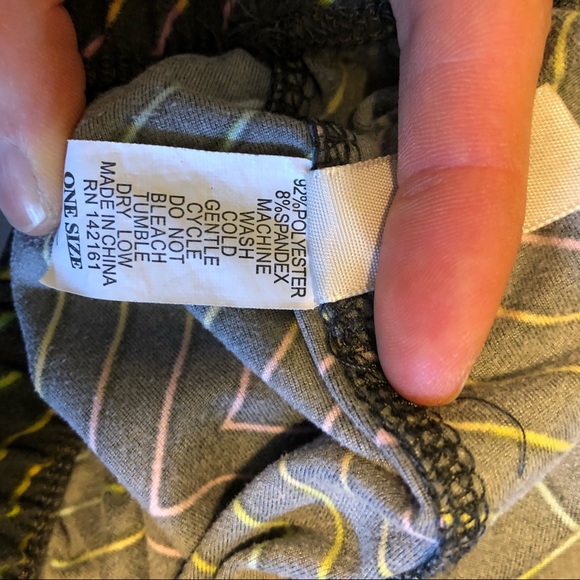 92%POLYESTER
8%SPANDEX
MACHINE
WASH
COLD
GENTLE
CYCLE
DO NOT
BLEACH
TUMBLE
DRY LOW
MADE IN CHINA
RN 142161
ONE SIZE